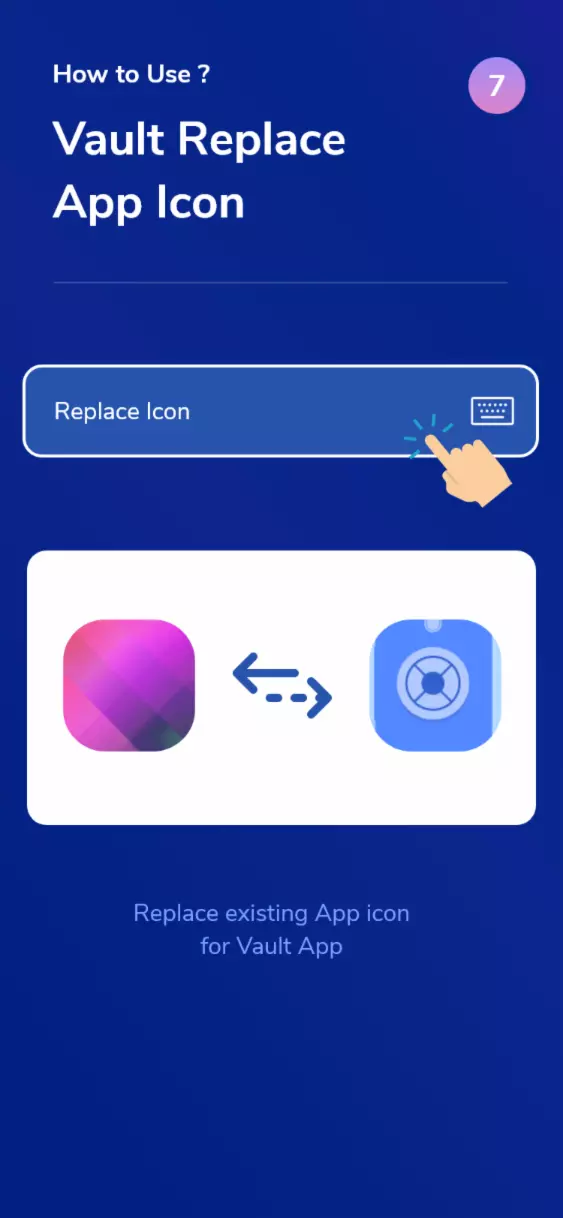 How to Use ?
7
Vault Replace
App Icon
Replace Icon
Replace existing App icon
for Vault App